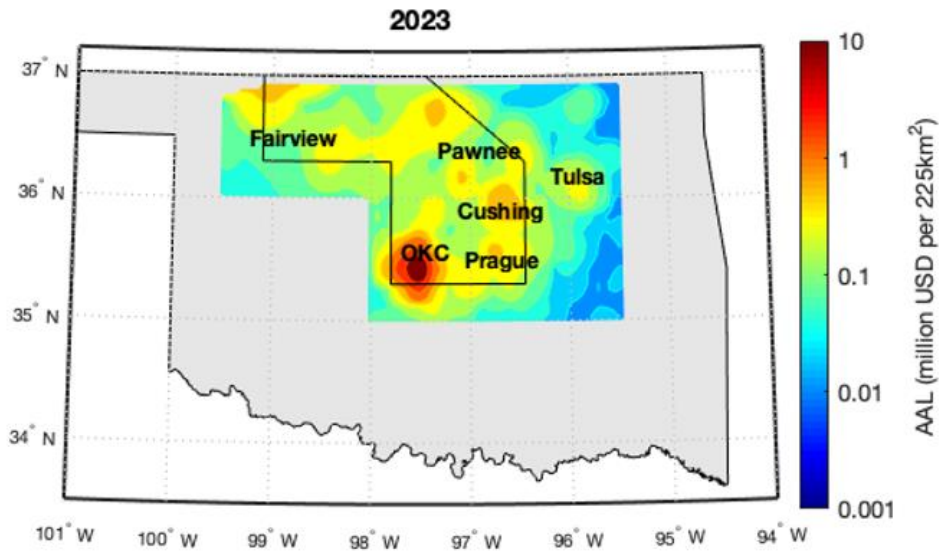 2023
37° N
36° N
35° N
34° N
Fairview
Pawnee
Tulsa
Cushing
OKC
Prague
101° W
100° W
99° W
98° W
97° W
96° W
95° W
94° W
10
1
0.1
0.01
0.001
AAL (million USD per 225km²)